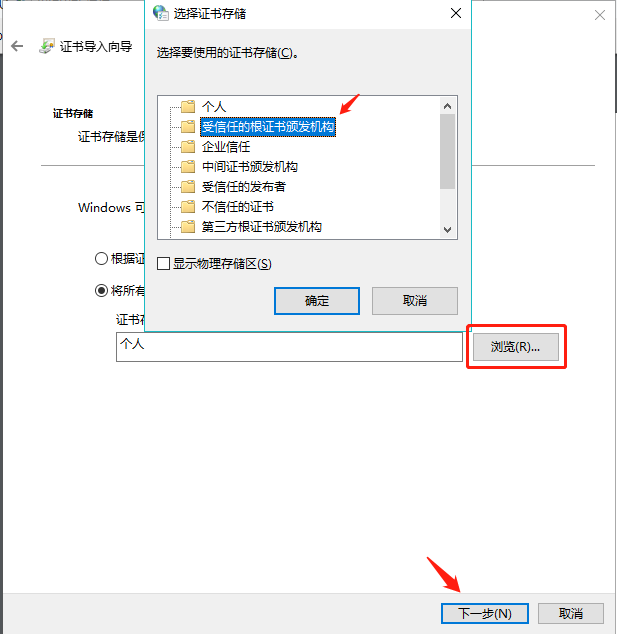 选择证书存储
证书导入向导
选择要使用的证书存储(C)。
个人
受信任的根证书颁发机构
企业信任
中间证书颁发机构
受信任的发布者
不信任的证书
第三方根证书颁发机构
显示物理存储区(S)
确定
取消
证书存储
证书存储是保
Windows 可
根据证
将所有
证书存
个人
浏览(R)...
下一步(N)
取消